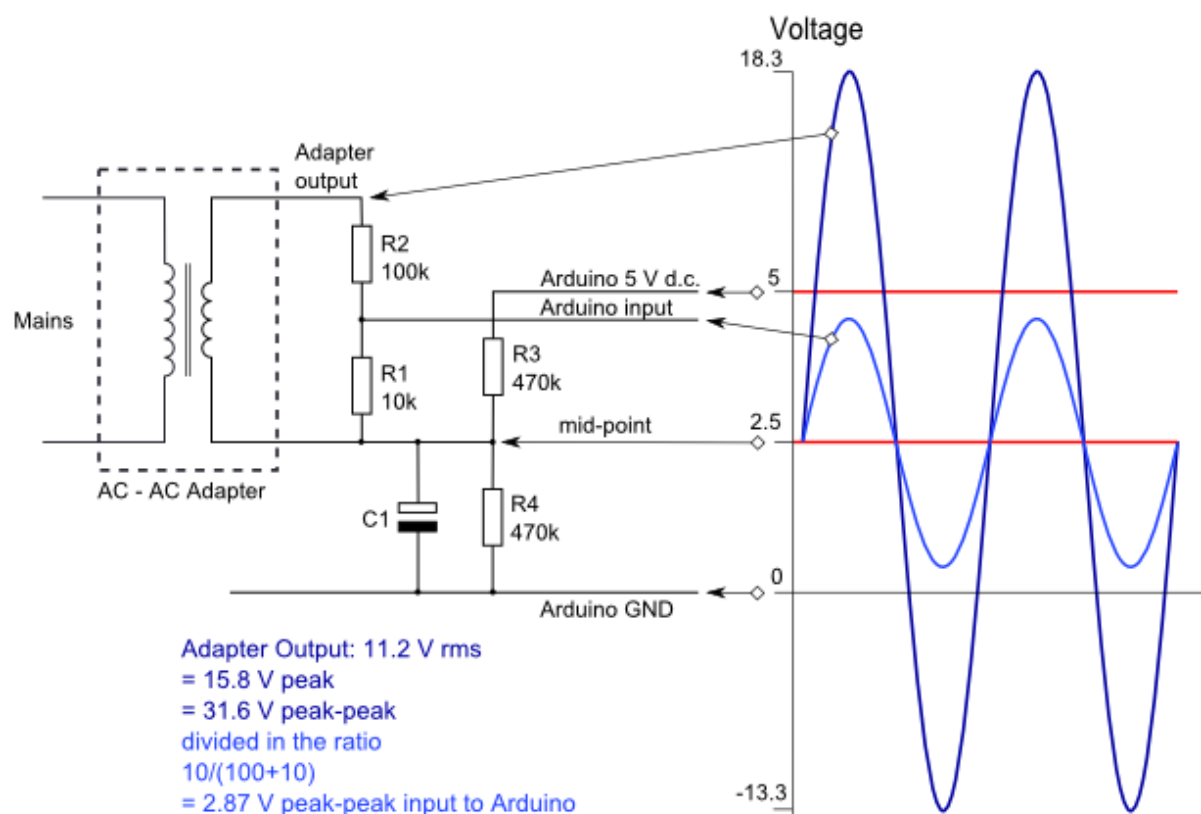 Voltage
18.3
Adapter
output
R2
100k
Arduino 5 V d.c.
5
Arduino input
Mains
R3
470k
R1
10k
mid-point
2.5
AC - AC Adapter
C1
R4
470k
0
Arduino GND
Adapter Output: 11.2 V rms
= 15.8 V peak
= 31.6 V peak-peak
divided in the ratio
10/(100+10)
= 2.87 V peak-peak input to Arduino
-13.3